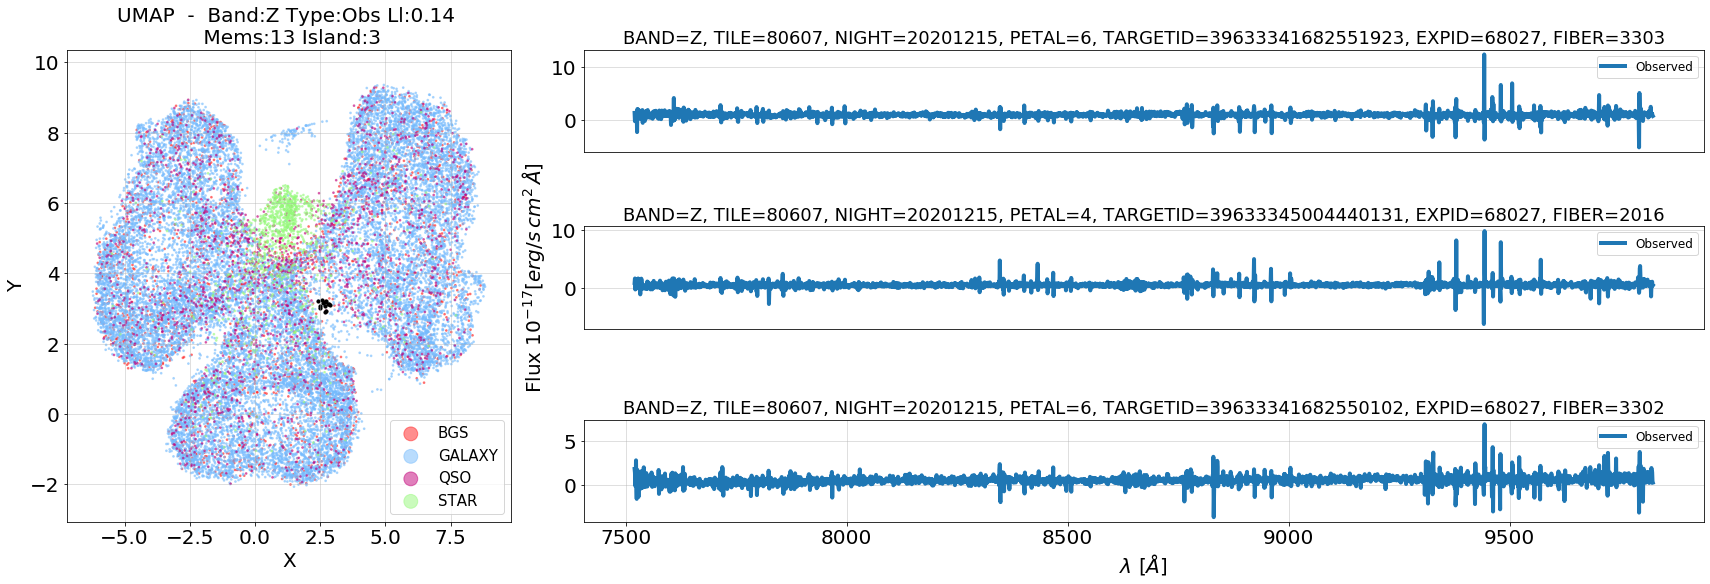 UMAP - Band:Z Type:Obs Ll:0.14
Mems:13 Island:3
10
8
6
4
2
0
−2
Y
−5.0 −2.5 0.0 2.5 5.0 7.5
X
BGS
GALAXY
QSO
STAR
Flux 10⁻¹⁷[erg/s cm² Å]
BAND=Z, TILE=80607, NIGHT=20201215, PETAL=6, TARGETID=39633341682551923, EXPID=68027, FIBER=3303
10
0
Observed
BAND=Z, TILE=80607, NIGHT=20201215, PETAL=4, TARGETID=39633345004440131, EXPID=68027, FIBER=2016
10
0
Observed
BAND=Z, TILE=80607, NIGHT=20201215, PETAL=6, TARGETID=39633341682550102, EXPID=68027, FIBER=3302
5
0
Observed
7500 8000 8500 9000 9500
λ [Å]